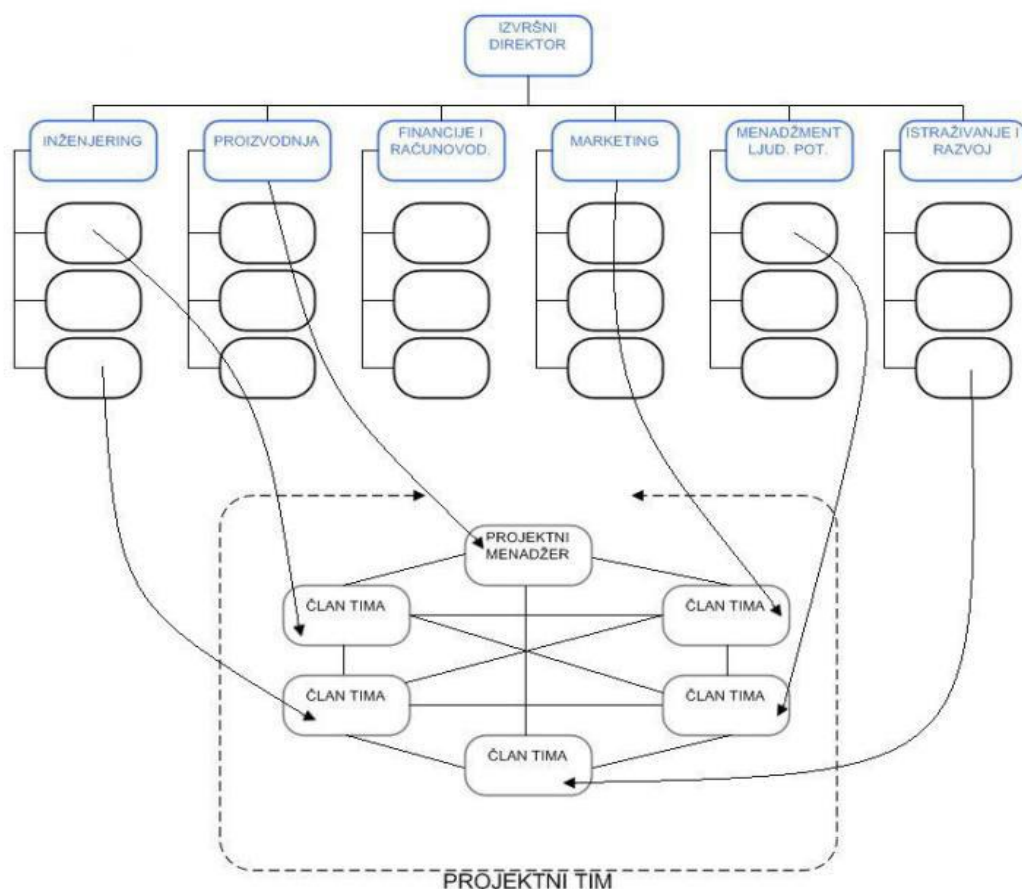 IZVRŠNI
DIREKTOR
INŽENJERING
PROIZVODNJA
FINANCIJE I
RAČUNOVOD.
MARKETING
MENADŽMENT
LJUD. POT.
ISTRAŽIVANJE I
RAZVOJ
PROJEKTNI
MENADŽER
ČLAN TIMA
ČLAN TIMA
ČLAN TIMA
ČLAN TIMA
ČLAN TIMA
PROJEKTNI TIM